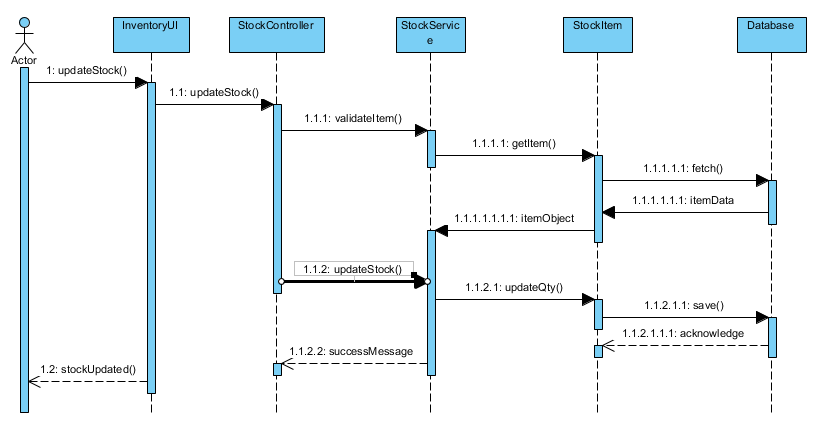 InventoryUI
StockController
StockServic
e
StockItem
Database
Actor
1: updateStock()
1.1: updateStock()
1.1.1: validateItem()
1.1.1.1: getItem()
1.1.1.1.1: fetch()
1.1.1.1.1.1: itemData
1.1.1.1.1.1.1: itemObject
1.1.2: updateStock()
1.1.2.1: updateQty()
1.1.2.1.1: save()
1.1.2.1.1.1: acknowledge
1.1.2.2: successMessage
1.2: stockUpdated()